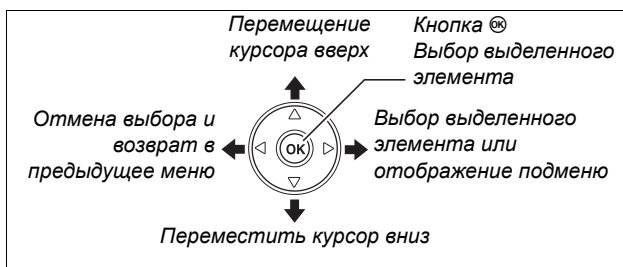 Перемещение
курсора вверх
Кнопка ®
Выбор выделенного
элемента
Отмена выбора и
возврат в
предыдущее меню
OK
Выбор выделенного
элемента или
отображение подменю
Переместить курсор вниз